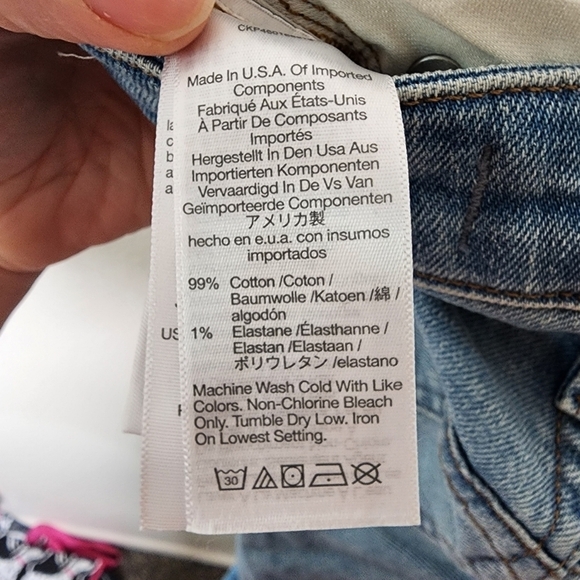 Made In U.S.A. Of Imported
Components
Fabriqué Aux États-Unis
À Partir De Composants
Importés
Hergestellt In Den Usa Aus
Importierten Komponenten
Vervaardigd In De Vs Van
Geïmporteerde Componenten
アメリカ製
hecho en e.u.a. con insumos
importados
99% Cotton /Coton /
Baumwolle /Katoen /綿 /
algodón
1% Elastane /Élasthanne /
Elastan /Elastaan /
ポリウレタン /elastano
Machine Wash Cold With Like
Colors. Non-Chlorine Bleach
Only. Tumble Dry Low. Iron
On Lowest Setting.
30